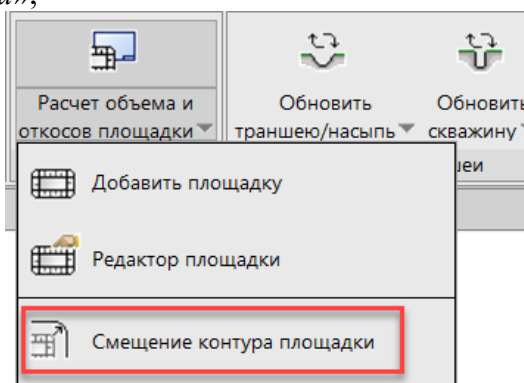 Расчет объема и
откосов площадки
Обновить
траншею/насыпь
Обновить
скважину
Добавить площадку
Редактор площадки
Смещение контура площадки